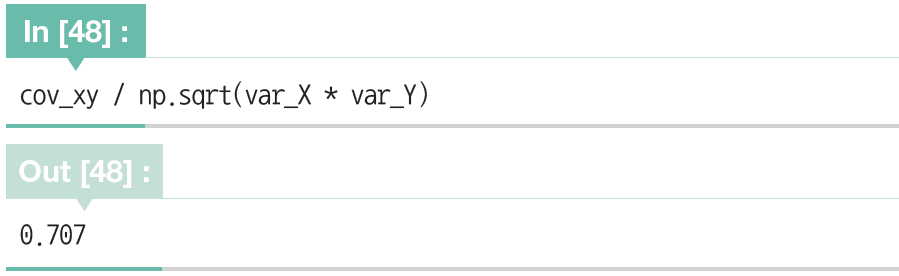 In [48] :
cov_xy / np.sqrt(var_X * var_Y)
Out [48] :
0.707